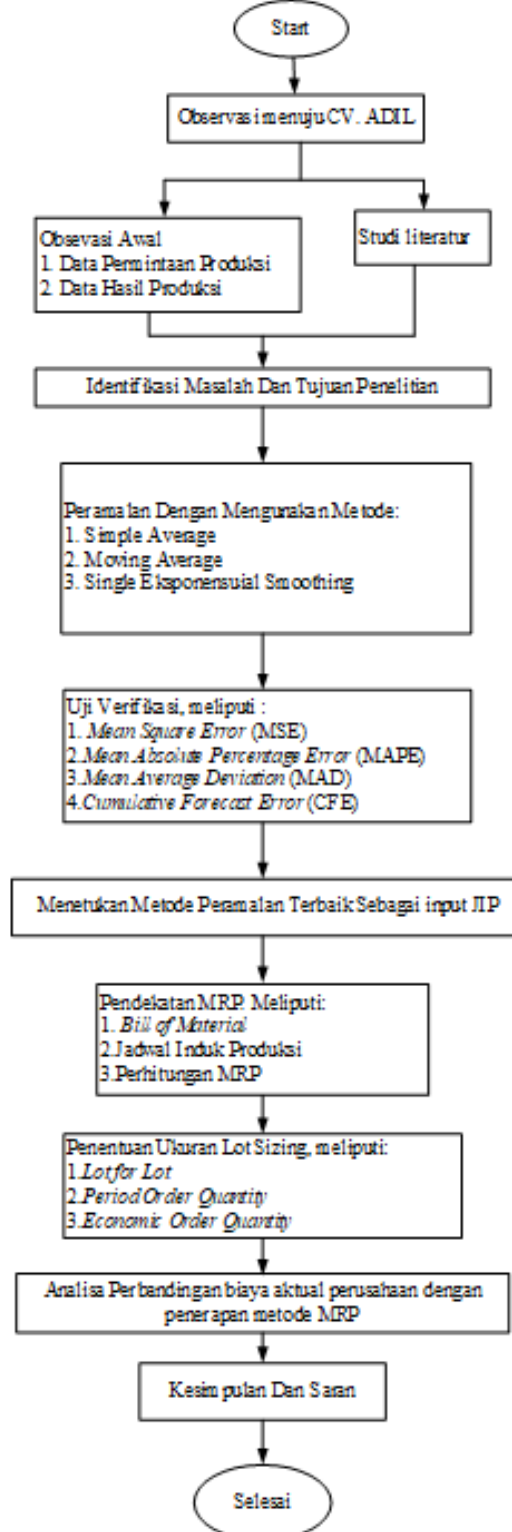 Start
Observasi menuju CV. ADIL
Obsevasi Awal
1. Data Permintaan Produksi
2. Data Hasil Produksi
Studi literatur
Identifikasi Masalah Dan Tujuan Penelitian
Peramalan Dengan Mengunakan Metode:
1. Simple Average
2. Moving Average
3. Single Eksponensuial Smoothing
Uji Verifikasi, meliputi :
1. Mean Square Error (MSE)
2.Mean Absolute Percentage Error (MAPE)
3.Mean Average Deviation (MAD)
4.Cumulative Forecast Error (CFE)
Menetukan Metode Peramalan Terbaik Sebagai input JIP
Pendekatan MRP. Meliputi:
1. Bill of Material
2.Jadwal Induk Produksi
3.Perhitungan MRP
Penentuan Ukuran Lot Sizing, meliputi:
1.Lot for Lot
2.Period Order Quantity
3.Economic Order Quantity
Analisa Perbandingan biaya aktual perusahaan dengan
penerapan metode MRP
Kesimpulan Dan Saran
Selesai